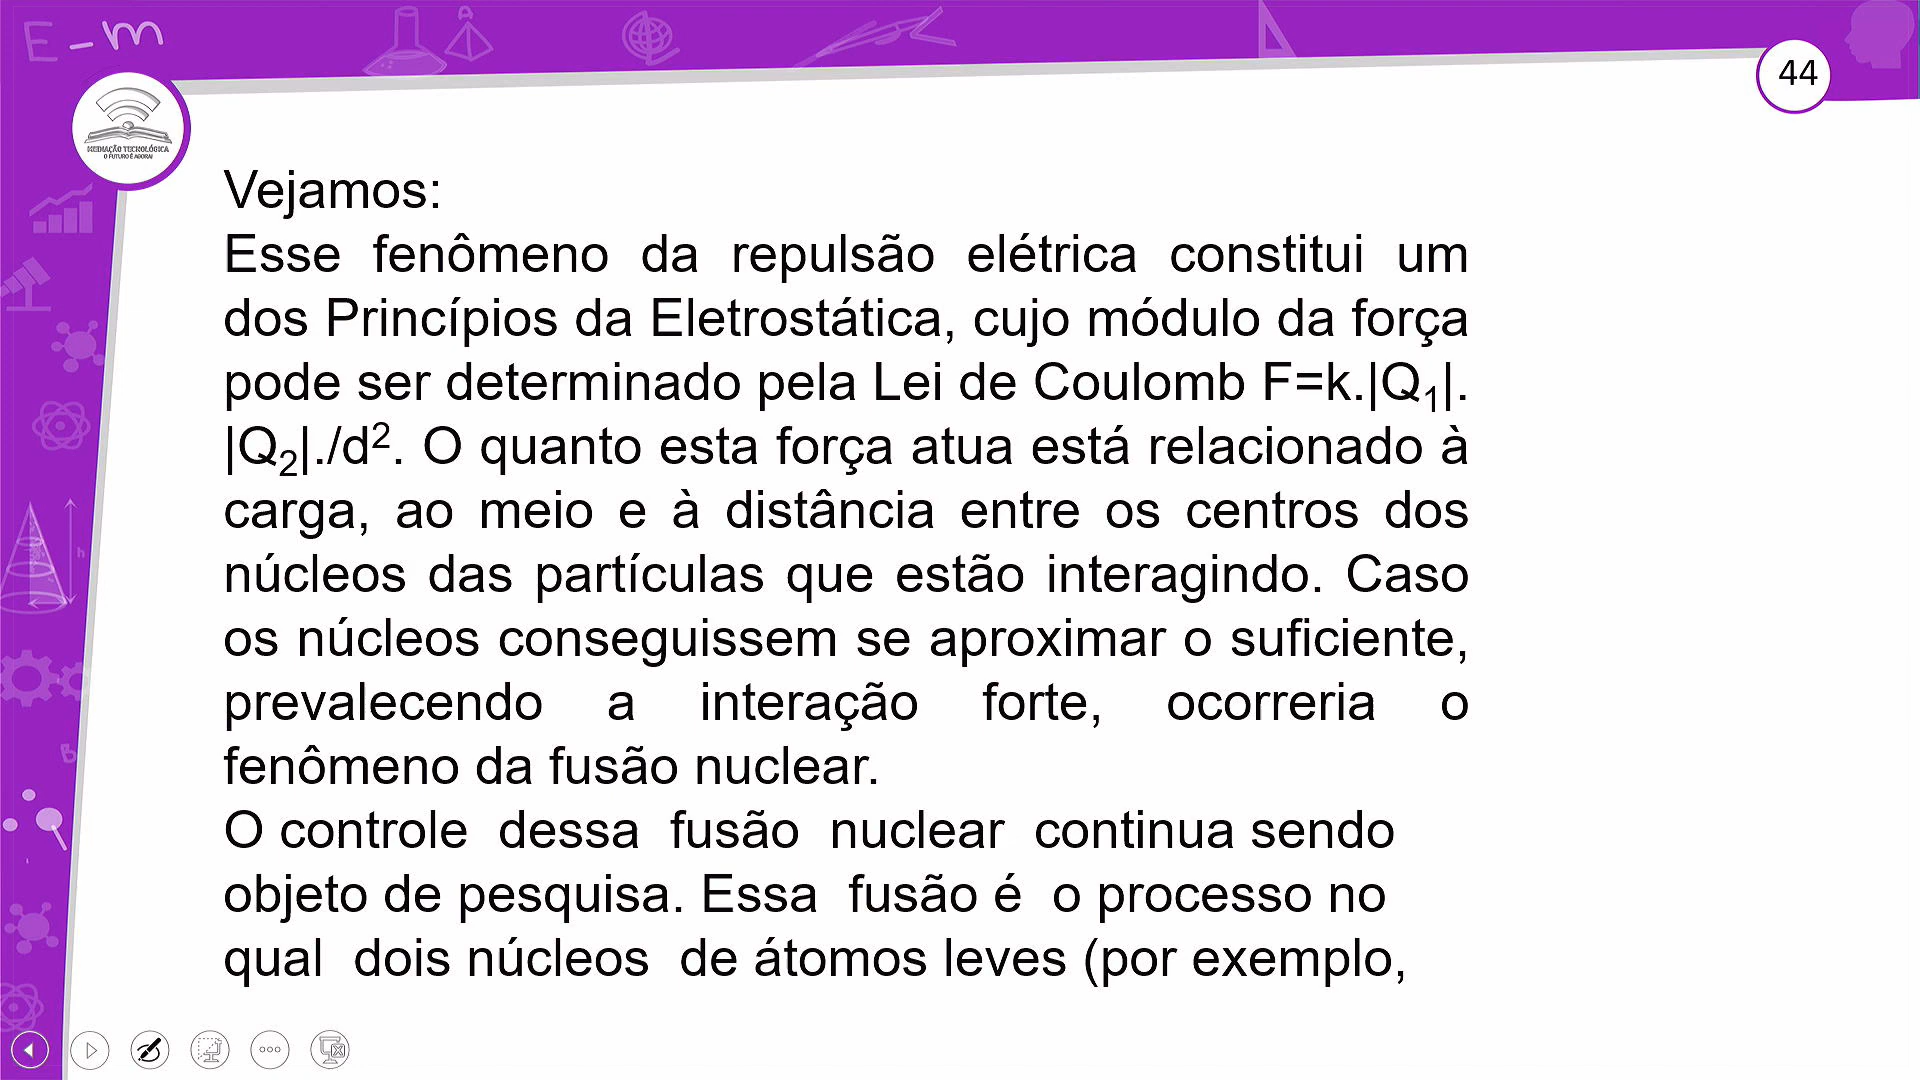 E-m
44
MEDIAÇÃO TECNOLÓGICA
O FUTURO É AGORA!
Vejamos:
Esse fenômeno da repulsão elétrica constitui um
dos Princípios da Eletrostática, cujo módulo da força
pode ser determinado pela Lei de Coulomb F=k.|Q₁|.
|Q₂|./d². O quanto esta força atua está relacionado à
carga, ao meio e à distância entre os centros dos
núcleos das partículas que estão interagindo. Caso
os núcleos conseguissem se aproximar o suficiente,
prevalecendo a interação forte, ocorreria o
fenômeno da fusão nuclear.
O controle dessa fusão nuclear continua sendo
objeto de pesquisa. Essa fusão é o processo no
qual dois núcleos de átomos leves (por exemplo,